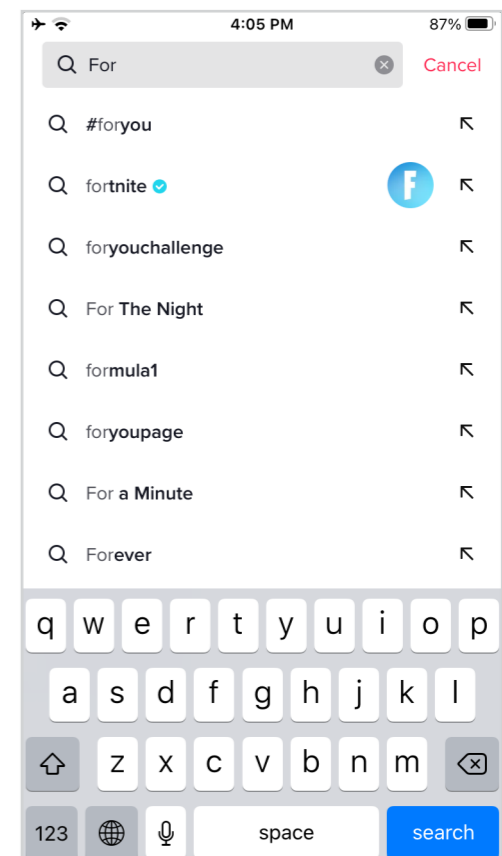 4:05 PM 87%
For Cancel
#foryou
fortnite F
foryouchallenge
For The Night
formula1
foryoupage
For a Minute
Forever
q w e r t y u i o p
a s d f g h j k l
z x c v b n m
123 space search